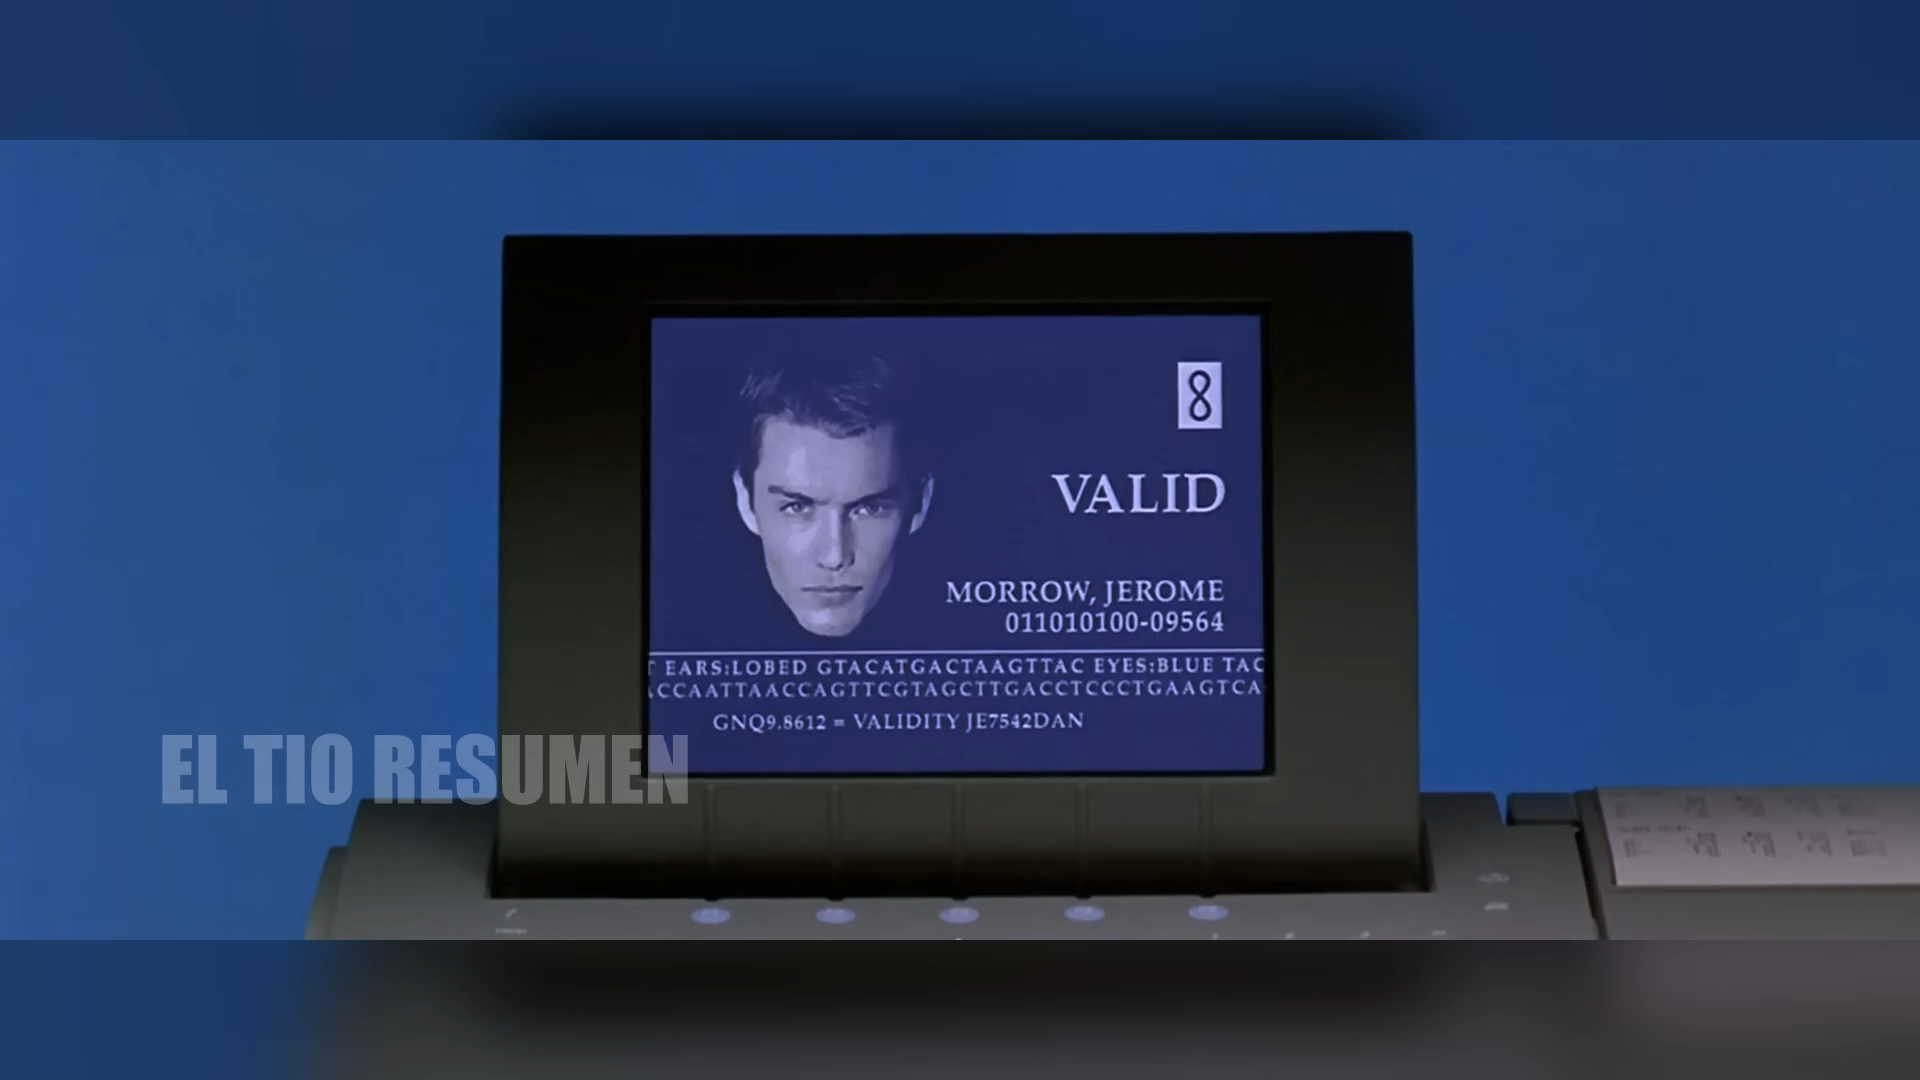 8
VALID
MORROW, JEROME
011010100-09564
T EARS:LOBED GTACATGACTAAGTTAC EYES:BLUE TAC
ACCAATTAACCAGTTCGTAGCTTGACCTCCCTGAAGTCA
GNQ9.8612 = VALIDITY JE7542DAN
EL TIO RESUMEN